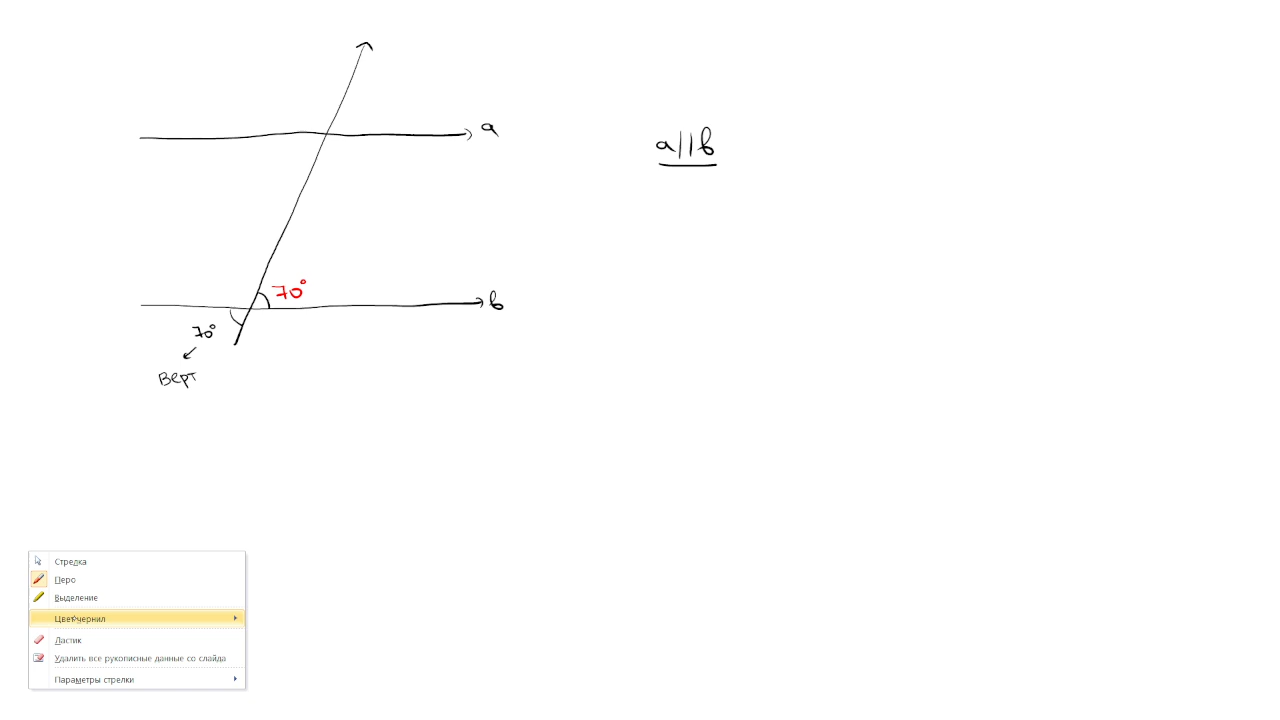 a
a||b
70°
b
70°
верт
Стрелка
Перо
Выделение
Цвет чернил
Ластик
Удалить все рукописные данные со слайда
Параметры стрелки